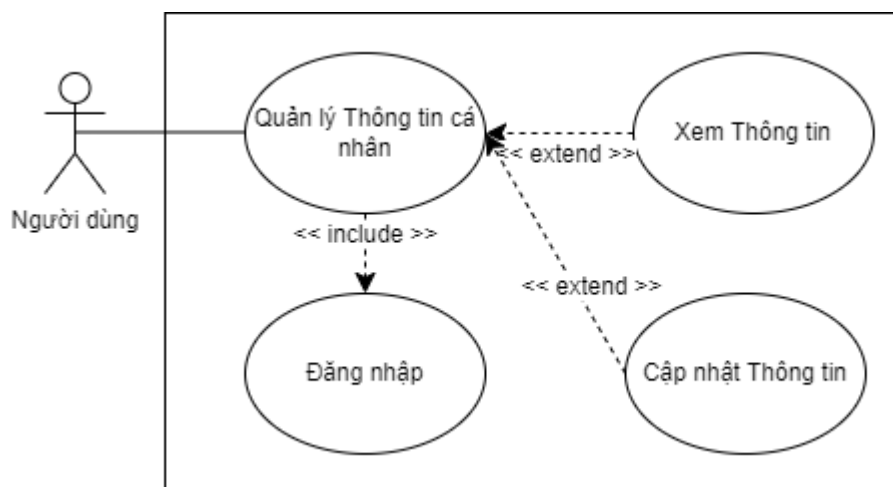 Quản lý Thông tin cá
nhân
Xem Thông tin
<< extend >>
Người dùng
<< include >>
<< extend >>
Đăng nhập
Cập nhật Thông tin